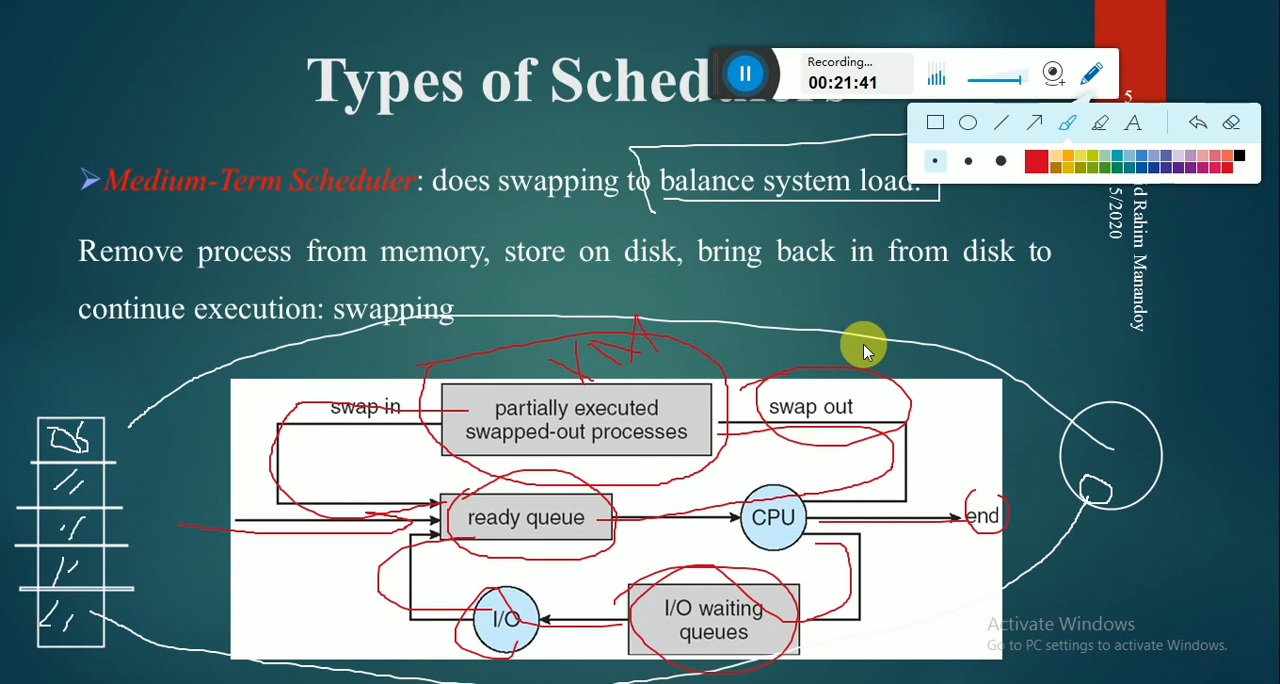 Types of Sched
Recording...
00:21:41
5
➢Medium-Term Scheduler: does swapping to balance system load.
Remove process from memory, store on disk, bring back in from disk to
continue execution: swapping
id Rahim Manandoy
5/2020
swap in
partially executed
swapped-out processes
swap out
ready queue
CPU
end
I/O
I/O waiting
queues
Activate Windows
Go to PC settings to activate Windows.